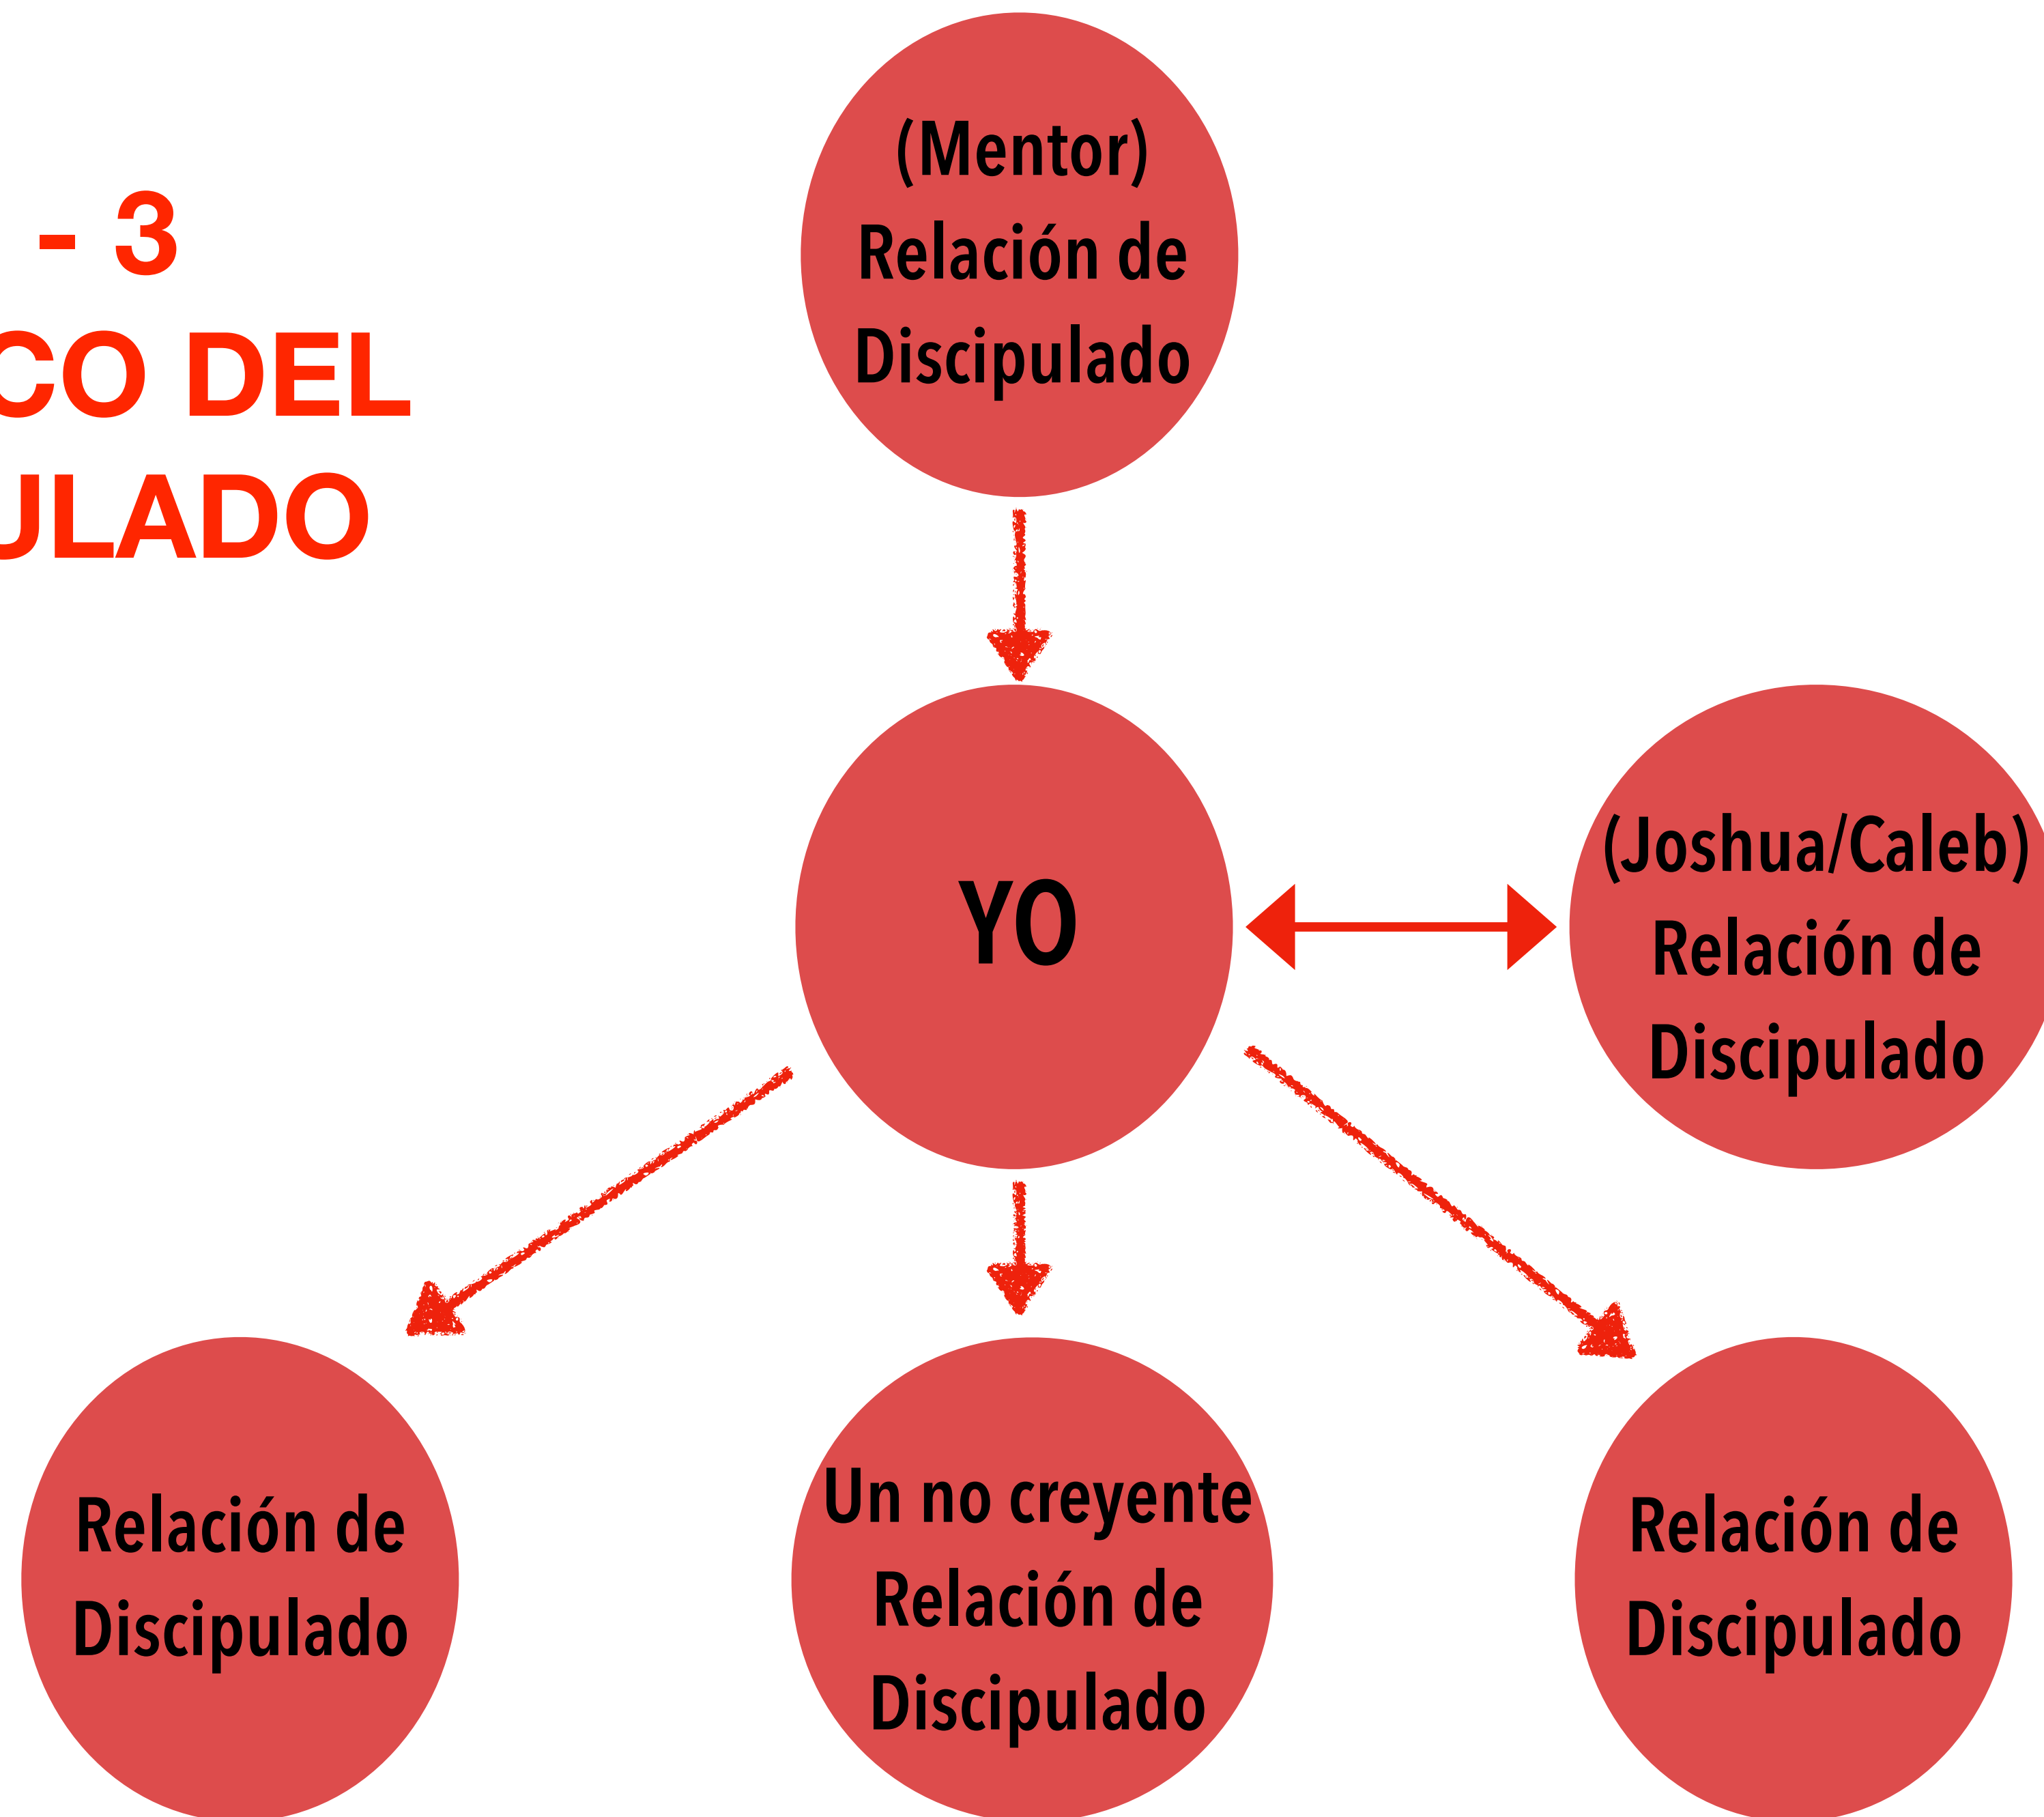 - 3
CO DEL
ULADO
(Mentor)
Relación de
Discipulado
YO
(Joshua/Caleb)
Relación de
Discipulado
Relación de
Discipulado
Un no creyente
Relación de
Discipulado
Relación de
Discipulado